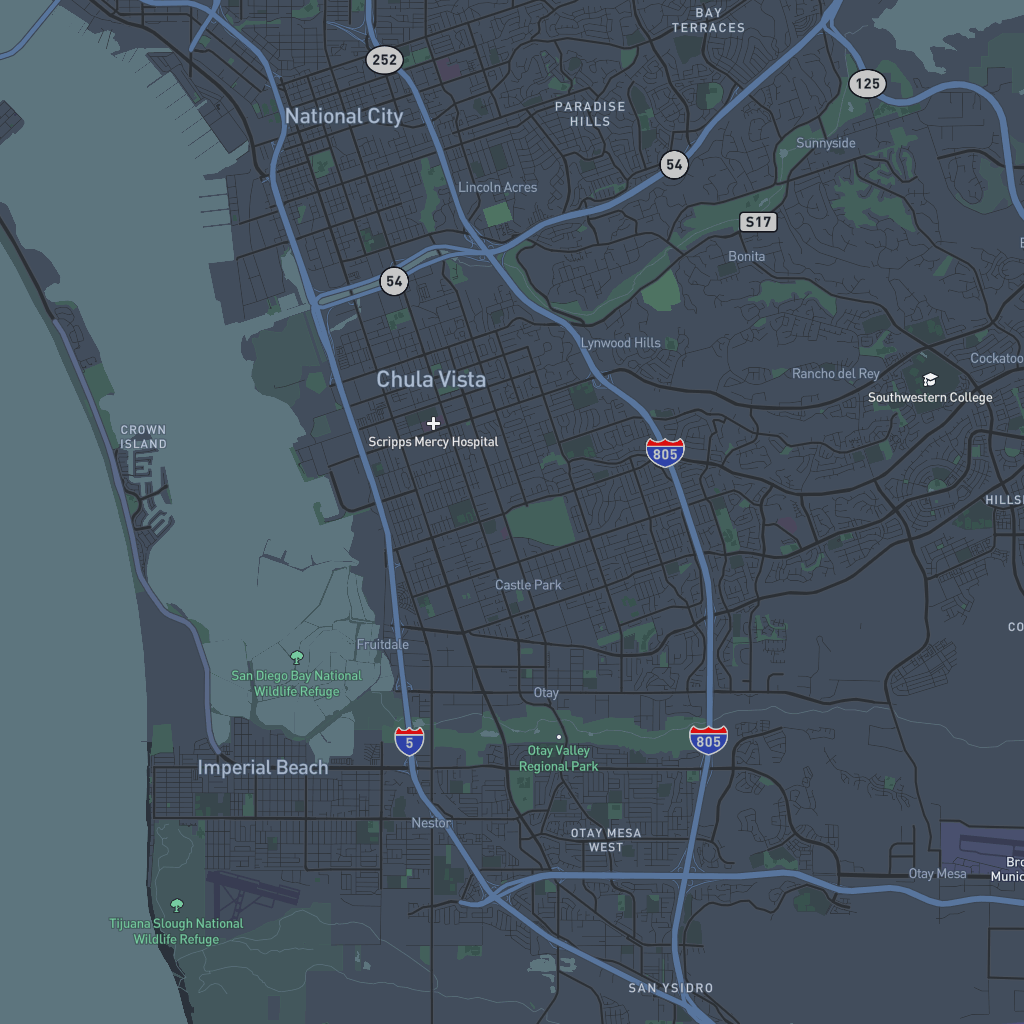 BAY
TERRACES
252
125
National City
PARADISE
HILLS
Sunnyside
54
Lincoln Acres
S17
Bonita
54
Lynwood Hills
Cockatoo
Rancho del Rey
Chula Vista
Southwestern College
CROWN
ISLAND
Scripps Mercy Hospital
805
HILLS
Castle Park
CO
Fruitdale
San Diego Bay National
Wildlife Refuge
Otay
5
805
Otay Valley
Regional Park
Imperial Beach
Nestor
OTAY MESA
WEST
Bro
Munic
Otay Mesa
Tijuana Slough National
Wildlife Refuge
SAN YSIDRO